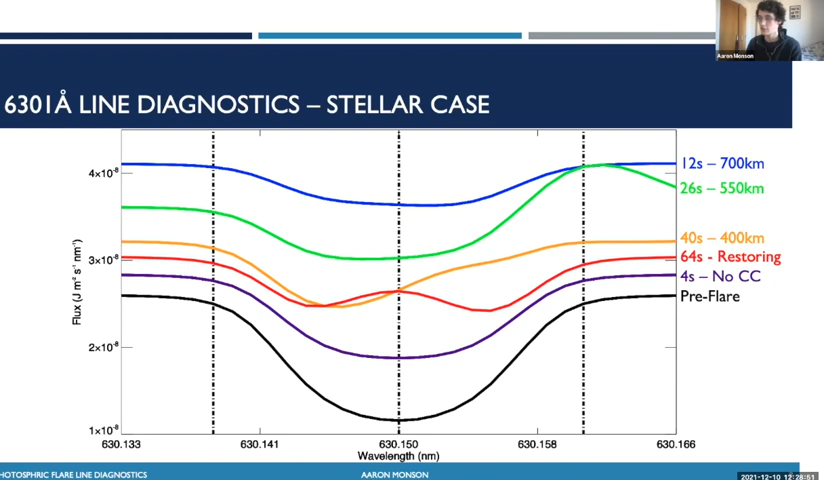 Aaron Monson
6301Å LINE DIAGNOSTICS – STELLAR CASE
4×10⁻⁸
3×10⁻⁸
2×10⁻⁸
1×10⁻⁸
Flux (J m⁻² s⁻¹ nm⁻¹)
12s – 700km
26s – 550km
40s – 400km
64s - Restoring
4s – No CC
Pre-Flare
630.133
630.141
630.150
630.158
630.166
Wavelength (nm)
HOTOSPHRIC FLARE LINE DIAGNOSTICS
AARON MONSON
2021-12-10 12:28:51